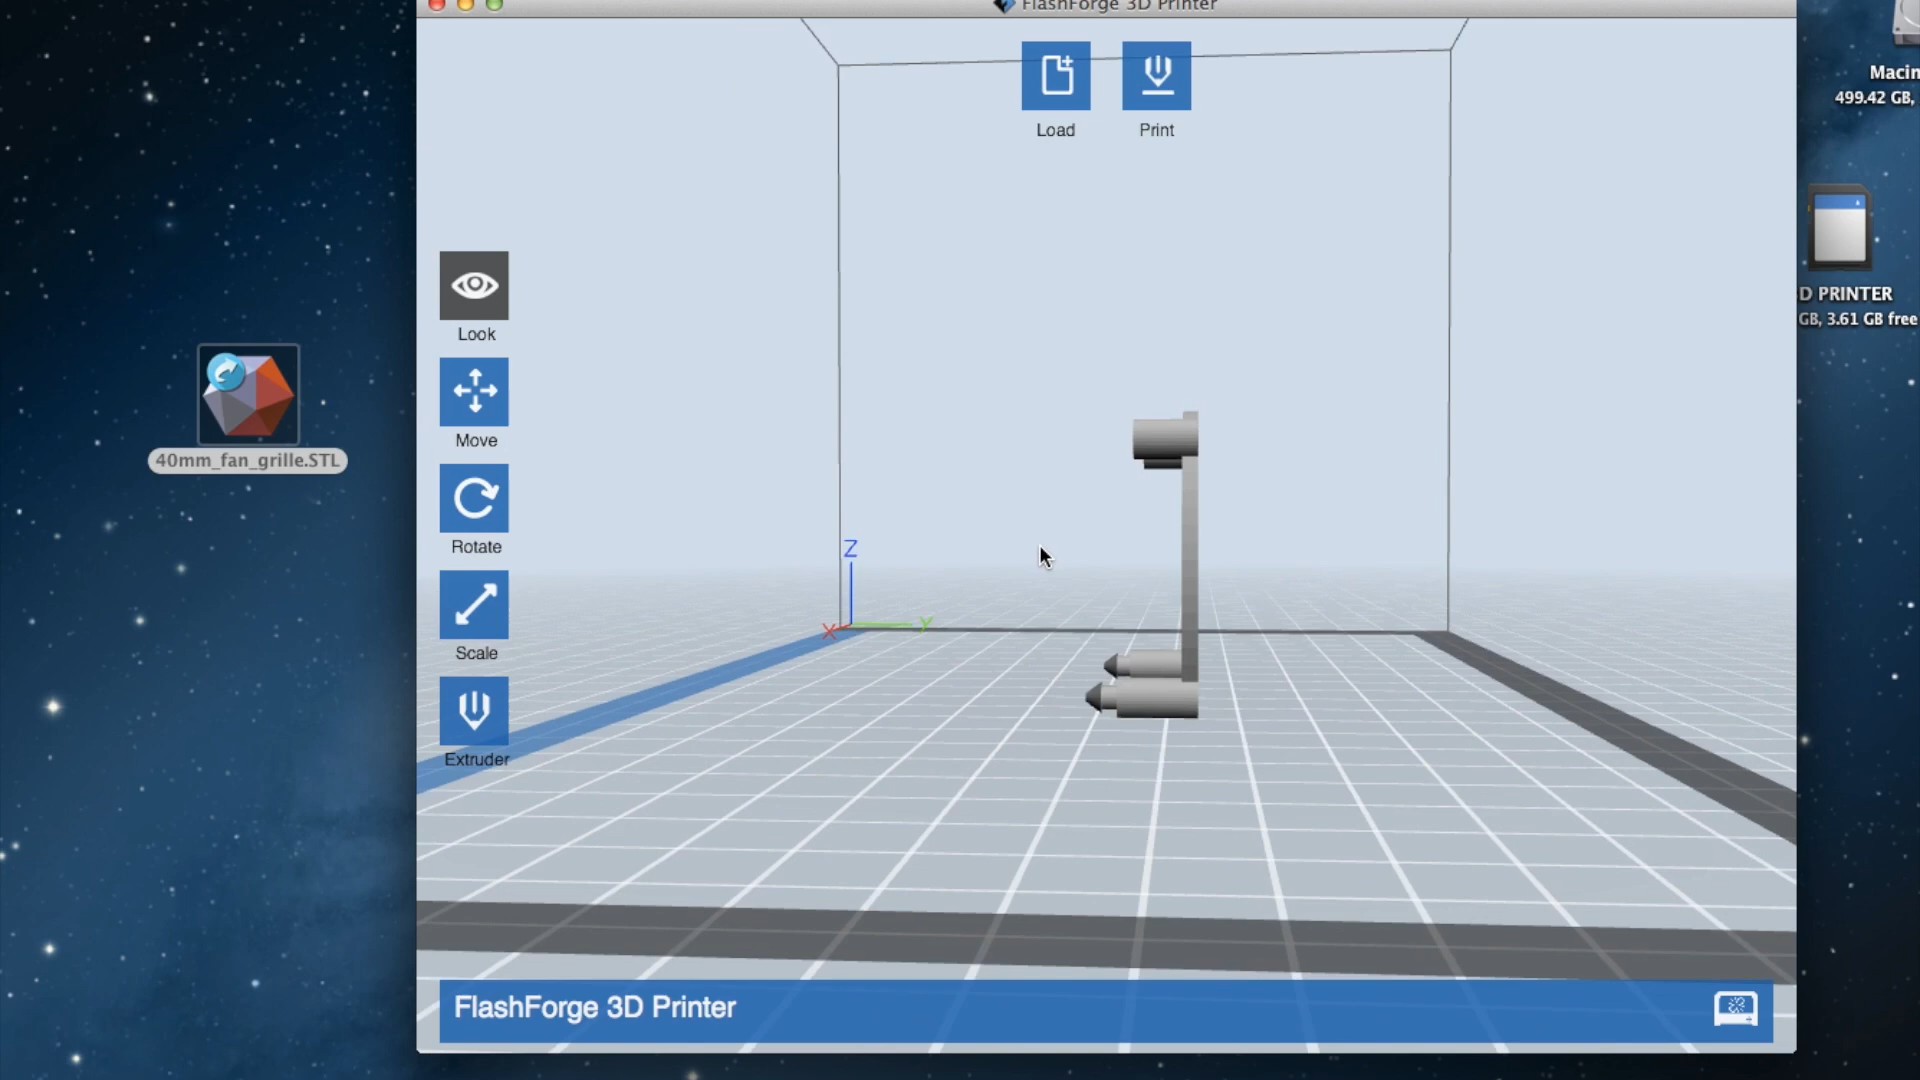 FlashForge 3D Printer
Load
Print
Look
Move
Rotate
Scale
Extruder
Z
X
Y
FlashForge 3D Printer
40mm_fan_grille.STL
Macin
499.42 GB,
D PRINTER
GB, 3.61 GB free